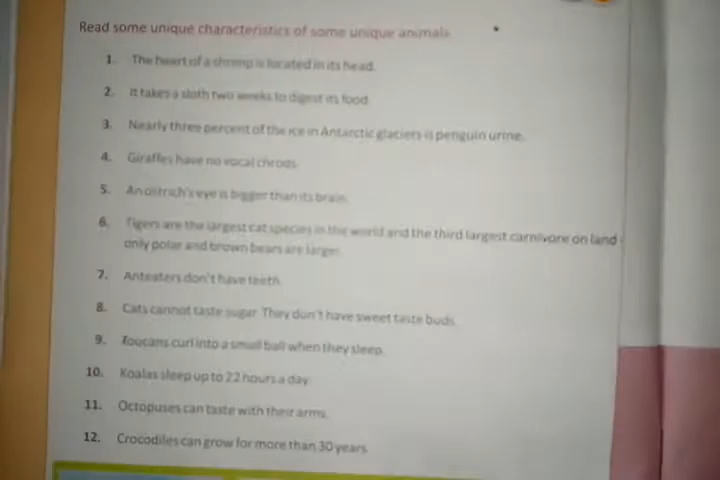 Read some unique characteristics of some unique animals
1. The heart of a shrimp is located in its head.
2. It takes a sloth two weeks to digest its food.
3. Nearly three percent of the ice in Antarctic glaciers is penguin urine.
4. Giraffes have no vocal chrods.
5. An ostrich's eye is bigger than its brain.
6. Tigers are the largest cat species in the world and the third largest carnivore on land -
only polar and brown bears are larger.
7. Anteaters don't have teeth.
8. Cats cannot taste sugar. They don't have sweet taste buds.
9. Toucans curl into a small ball when they sleep.
10. Koalas sleep up to 22 hours a day.
11. Octopuses can taste with their arms.
12. Crocodiles can grow for more than 30 years.